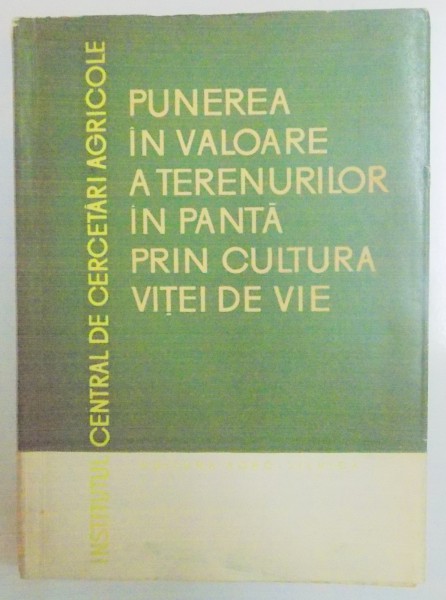 INSTITUTUL CENTRAL DE CERCETĂRI AGRICOLE
PUNEREA
ÎN VALOARE
A TERENURILOR
ÎN PANTĂ
PRIN CULTURA
VIȚEI DE VIE